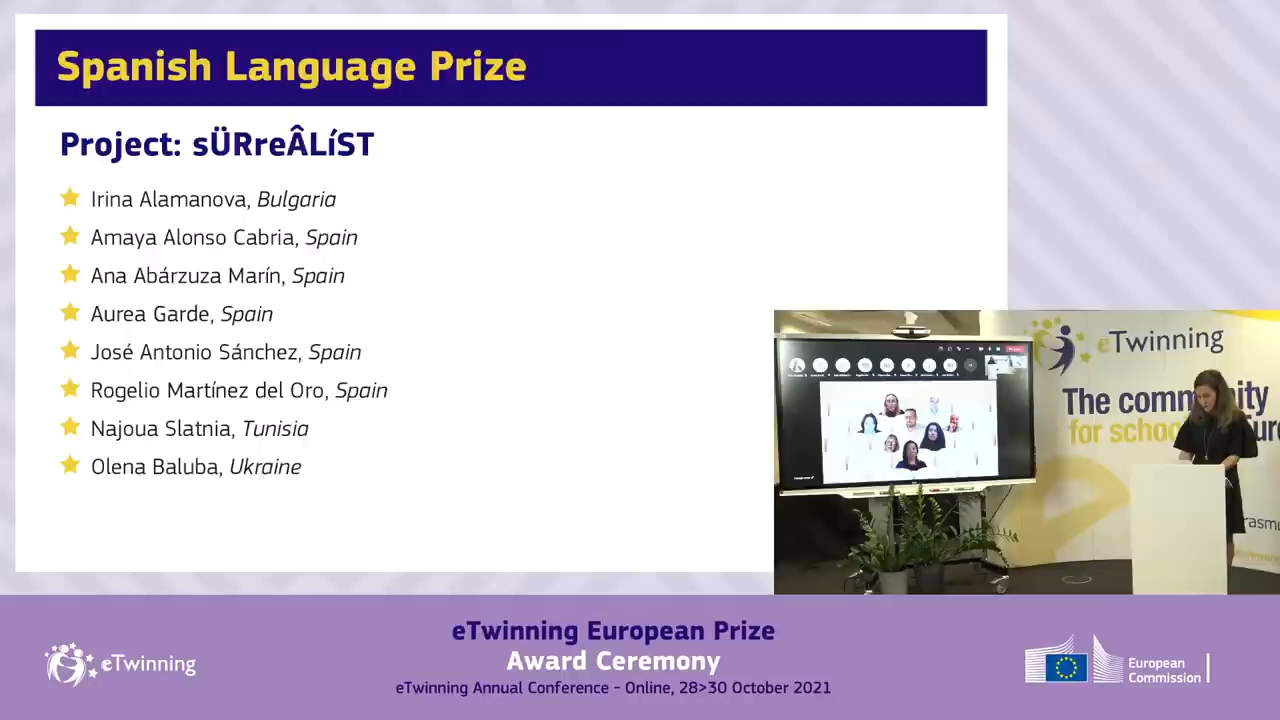 Spanish Language Prize
Project: sÜRreÂLíST
Irina Alamanova, Bulgaria
Amaya Alonso Cabria, Spain
Ana Abárzuza Marín, Spain
Aurea Garde, Spain
José Antonio Sánchez, Spain
Rogelio Martínez del Oro, Spain
Najoua Slatnia, Tunisia
Olena Baluba, Ukraine
eTwinning
The
for
eTwinning European Prize
Award Ceremony
eTwinning Annual Conference - Online, 28>30 October 2021
eTwinning
European
Commission